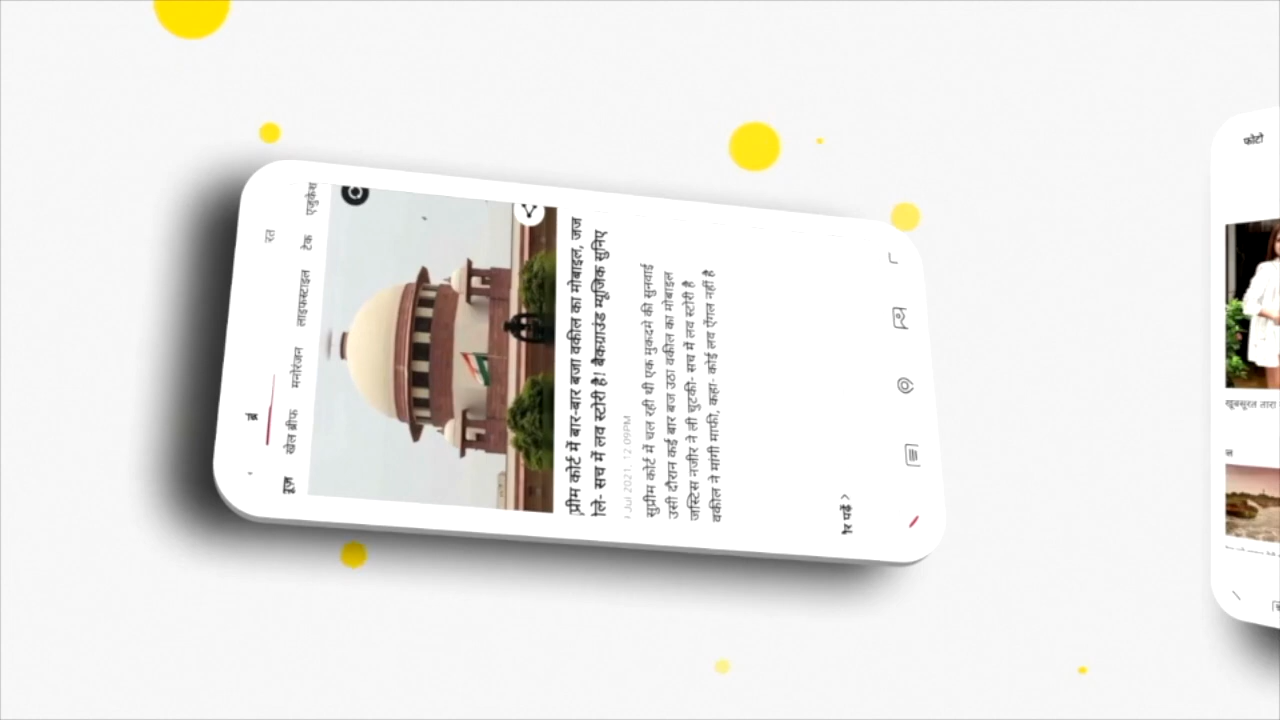 ब्र
न्यूज़ खेल ब्रीफ मनोरंजन लाइफस्टाइल टेक एजुकेश
प्रीम कोर्ट में बार-बार बजा वकील का मोबाइल, जज
ले- सच में लव स्टोरी है! बैकग्राउंड म्यूजिक सुनिए
Jul 2021, 12:09PM
सुप्रीम कोर्ट में चल रही थी एक मुकदमे की सुनवाई
उसी दौरान कई बार बज उठा वकील का मोबाइल
जस्टिस नजीर ने ली चुटकी- सच में लव स्टोरी है
वकील ने मांगी माफी, कहा- कोई लव ऐंगल नहीं है
फोटो
खूबसूरत तारा